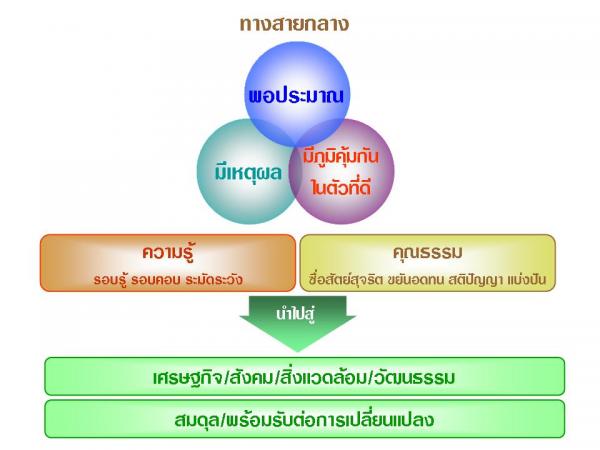 ทางสายกลาง
พอประมาณ
มีเหตุผล
มีภูมิคุ้มกัน
ในตัวที่ดี
ความรู้
รอบรู้ รอบคอบ ระมัดระวัง
คุณธรรม
ซื่อสัตย์สุจริต ขยันอดทน สติปัญญา แบ่งปัน
นำไปสู่
เศรษฐกิจ/สังคม/สิ่งแวดล้อม/วัฒนธรรม
สมดุล/พร้อมรับต่อการเปลี่ยนแปลง